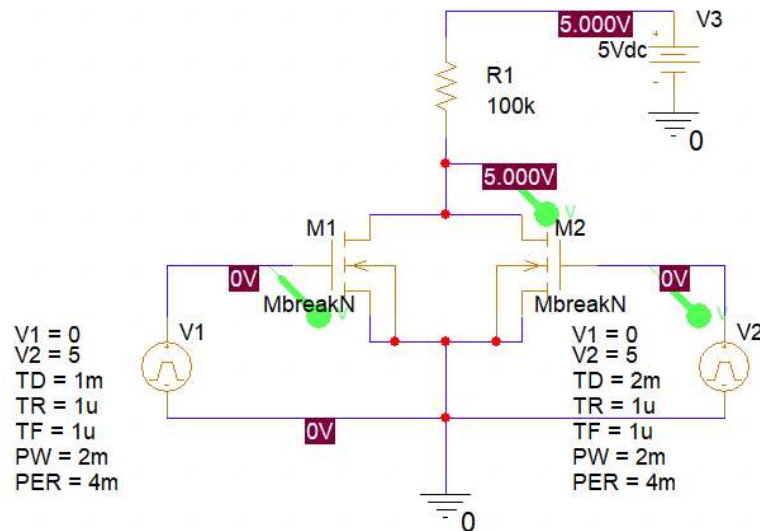 5.000V
V3
5Vdc
R1
100k
0
5.000V
V
M1
M2
0V
0V
MbreakN
MbreakN
V
V
V1
V2
V1 = 0
V2 = 5
TD = 1m
TR = 1u
TF = 1u
PW = 2m
PER = 4m
V1 = 0
V2 = 5
TD = 2m
TR = 1u
TF = 1u
PW = 2m
PER = 4m
0V
0